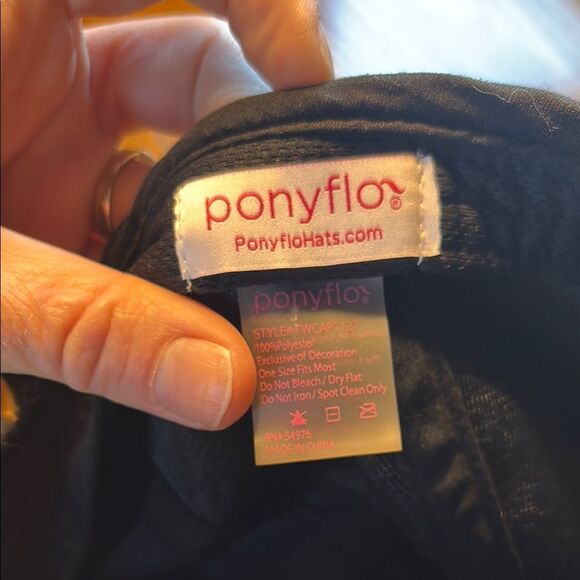 ponyflo®
PonyfloHats.com
ponyflo
STYLE#:TWCAPT127
100%Polyester
Exclusive of Decoration
One Size Fits Most
Do Not Bleach / Dry Flat
Do Not Iron / Spot Clean Only
RN# 54976
MADE IN CHINA